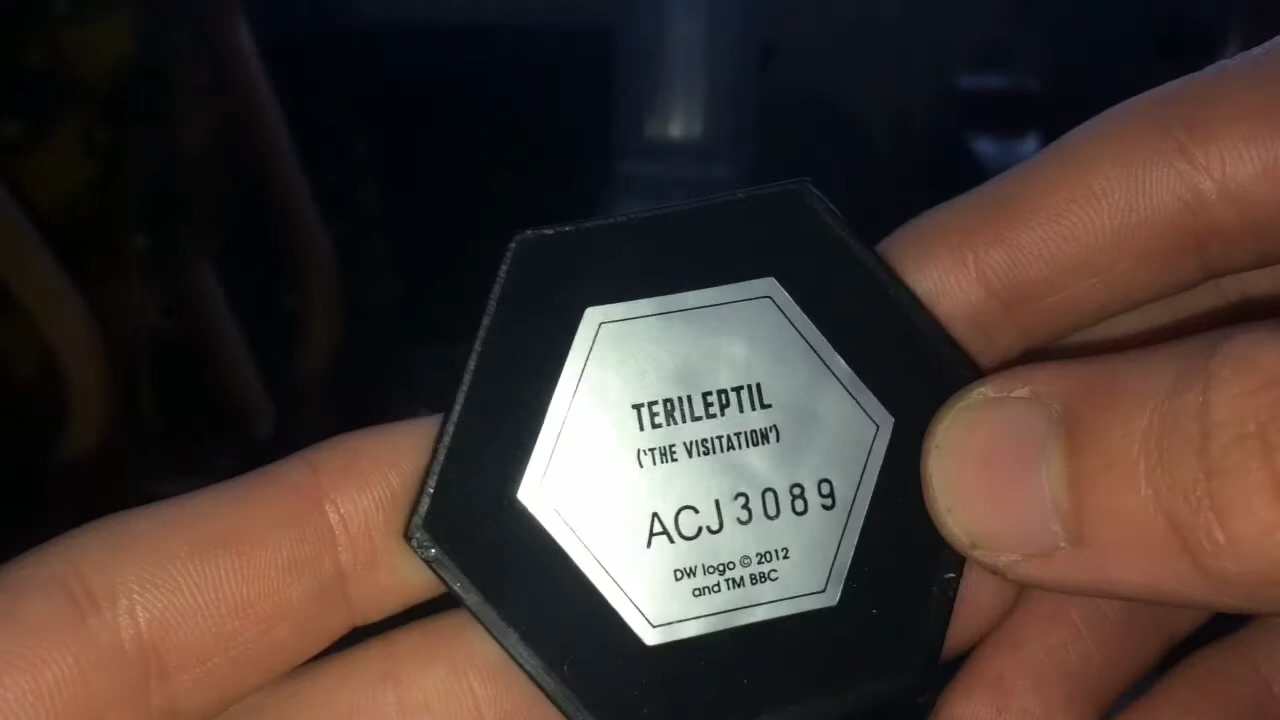 TERILEPTIL
('THE VISITATION')
ACJ3089
DW logo © 2012
and TM BBC